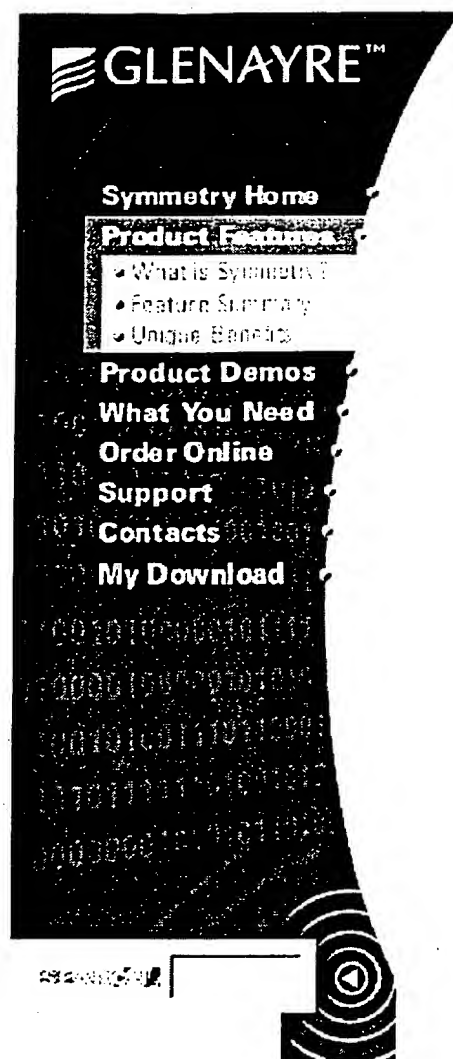 GLENAYRE™
Symmetry Home
Product Features
What is Symmetry?
Feature Summary
Unique Benefits
Product Demos
What You Need
Order Online
Support
Contacts
My Download